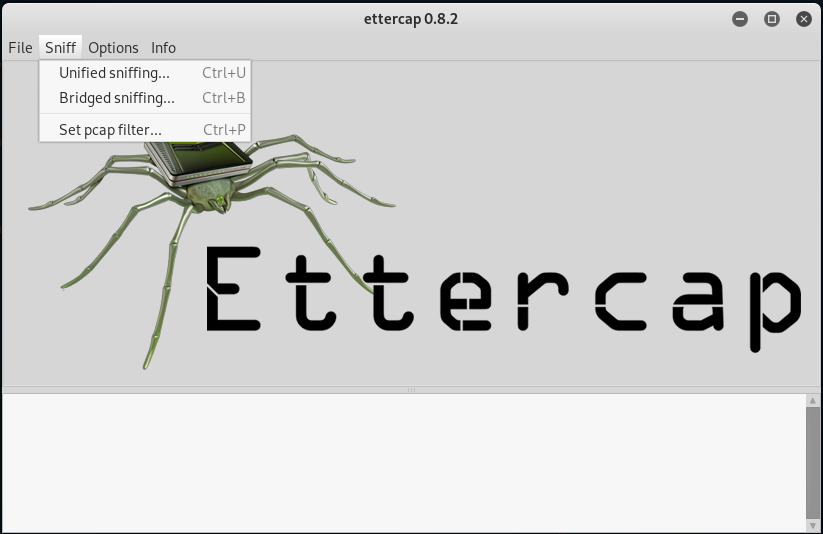 ettercap 0.8.2
File Sniff Options Info
Unified sniffing... Ctrl+U
Bridged sniffing... Ctrl+B
Set pcap filter... Ctrl+P
Ettercap